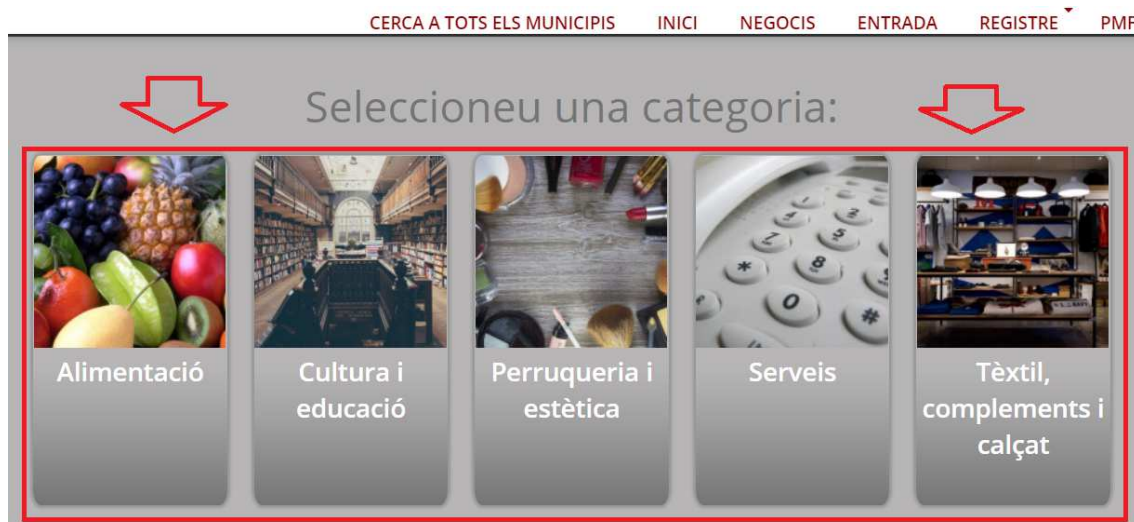 CERCA A TOTS ELS MUNICIPIS INICI NEGOCIS ENTRADA REGISTRE
Seleccioneu una categoria:
Alimentació
Cultura i
educació
Perruqueria i
estètica
Serveis
Tèxtil,
complements i
calçat